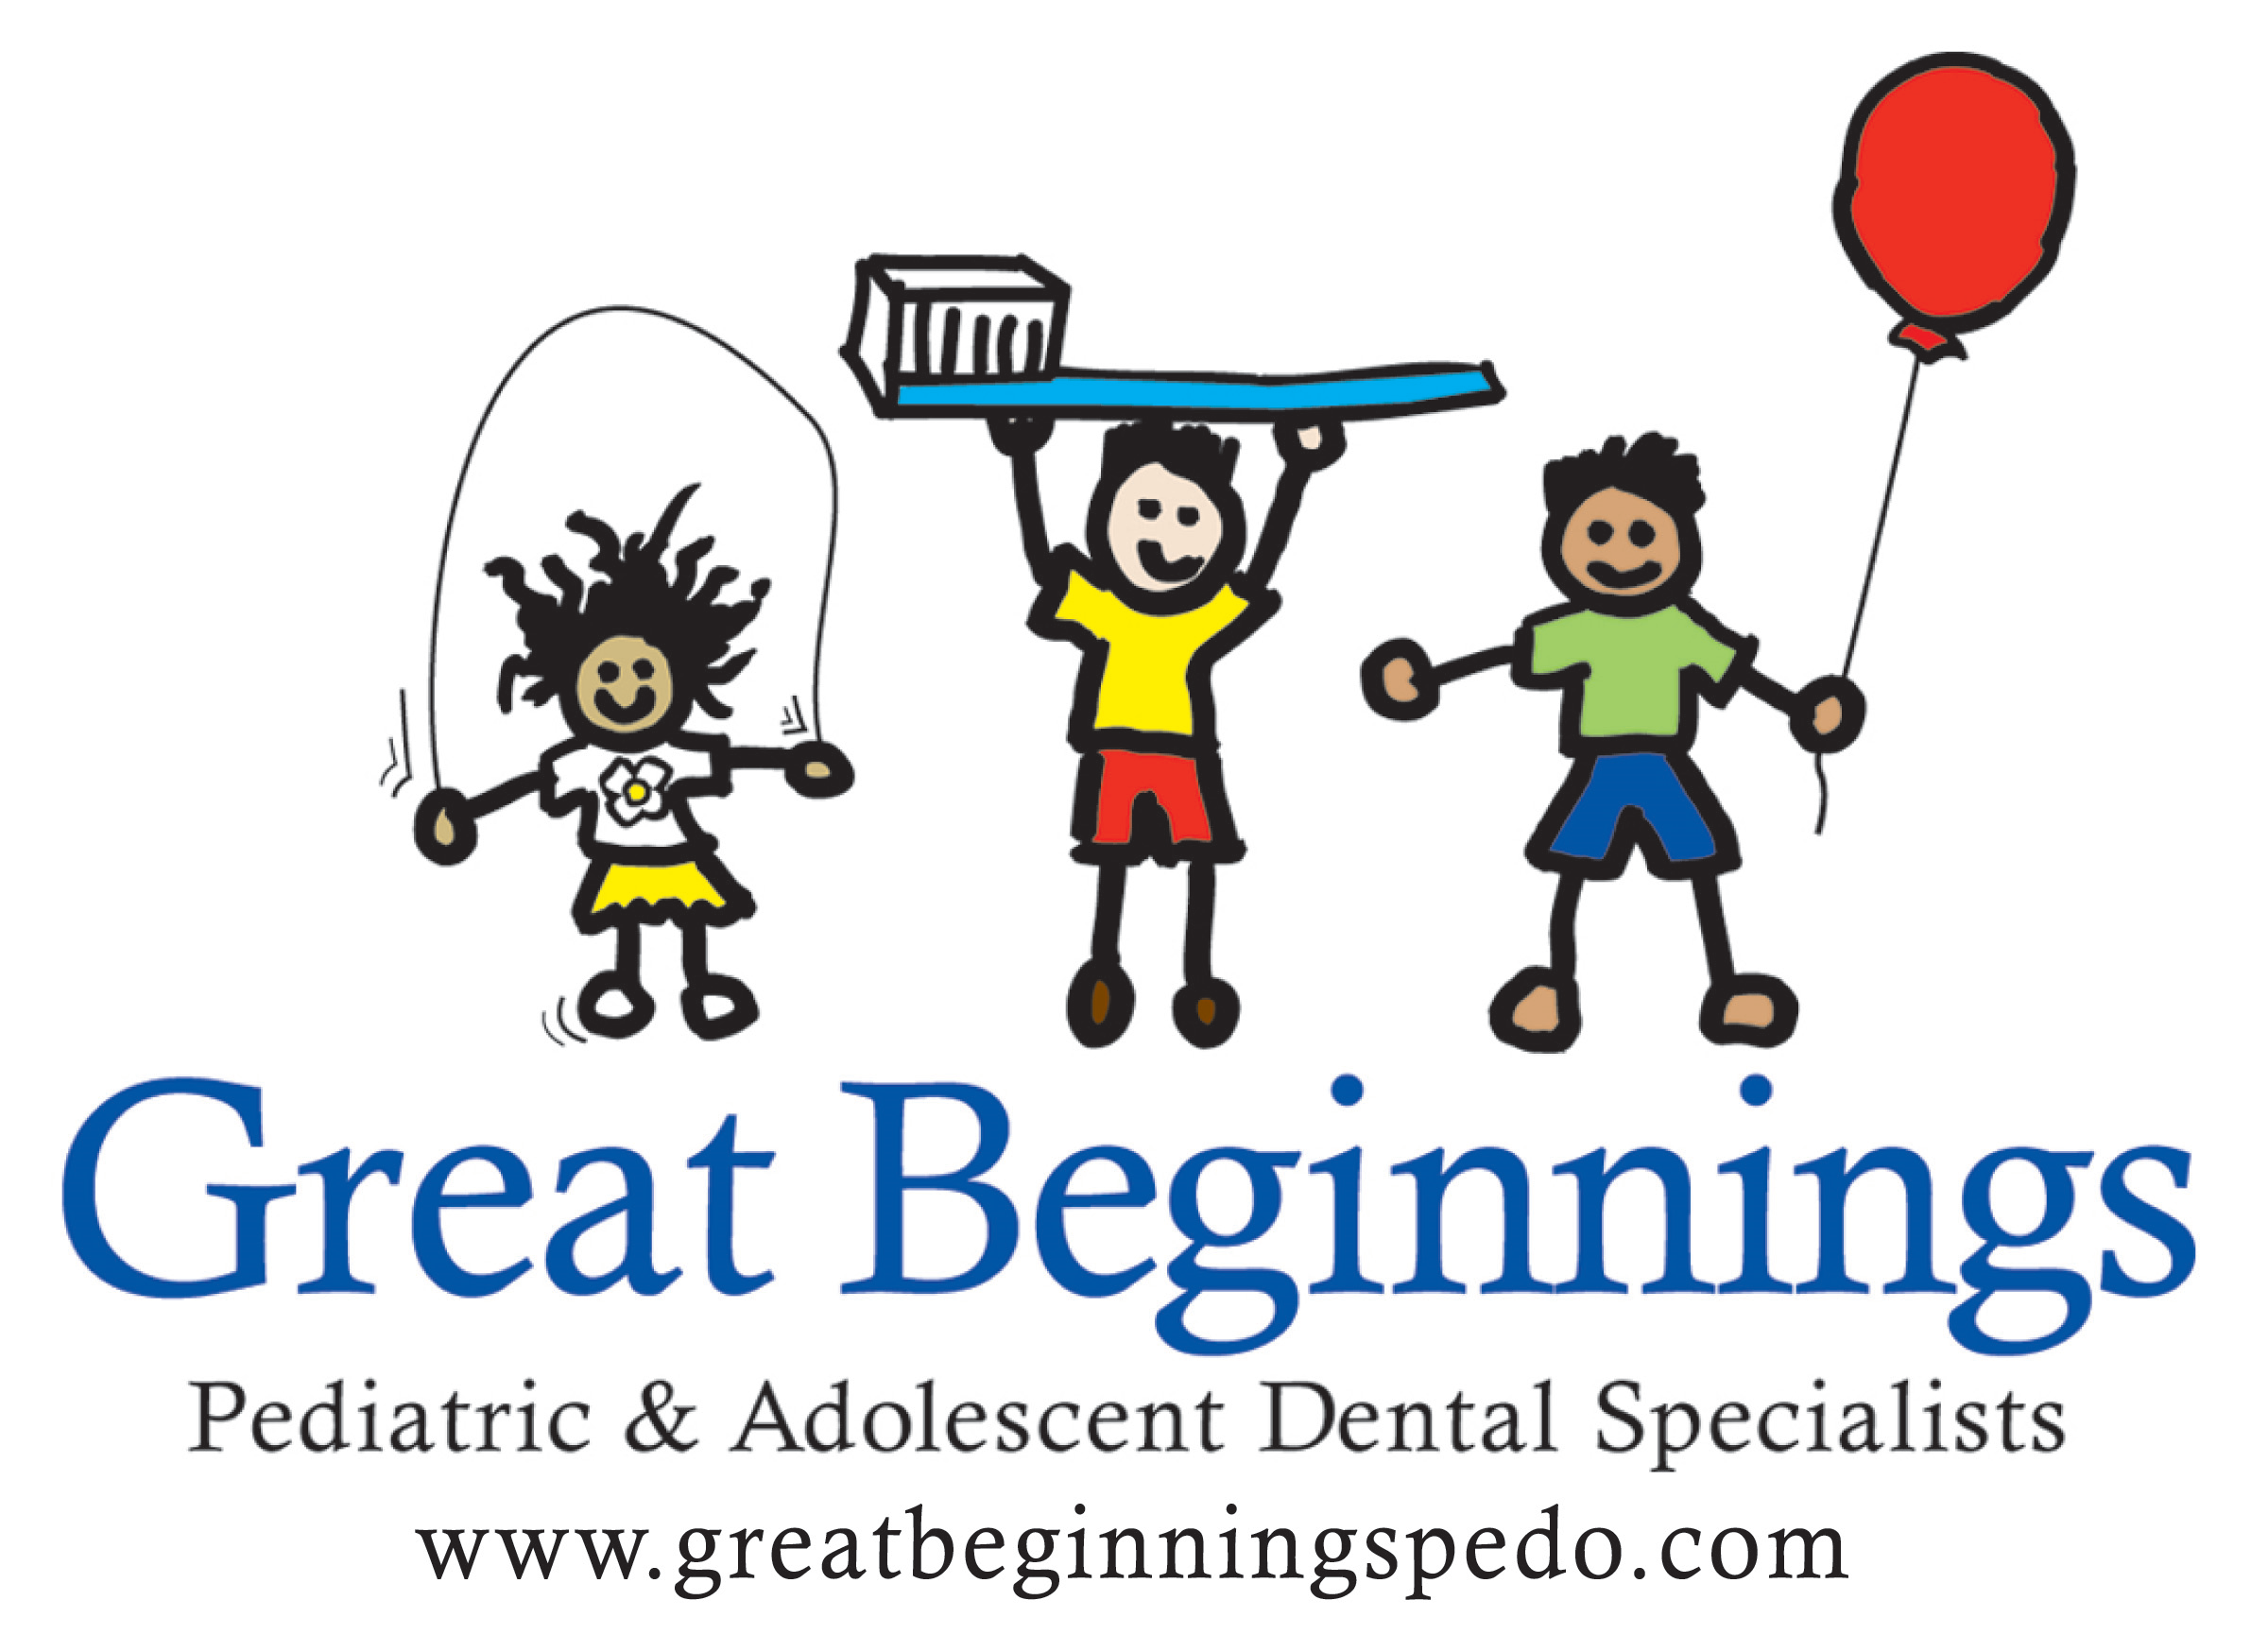 Great Beginnings
Pediatric & Adolescent Dental Specialists
www.greatbeginningspedo.com